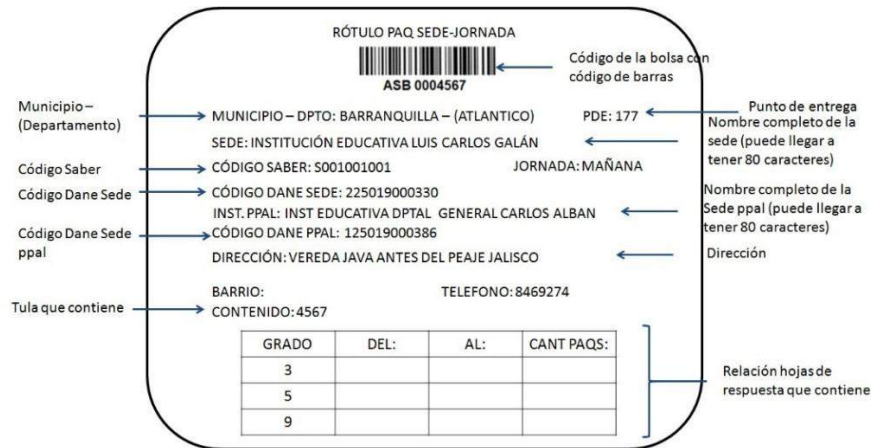 RÓTULO PAQ SEDE-JORNADA
ASB 0004567
Código de la bolsa con
código de barras
Municipio –
(Departamento)
MUNICIPIO – DPTO: BARRANQUILLA – (ATLANTICO)
PDE: 177
Punto de entrega
SEDE: INSTITUCIÓN EDUCATIVA LUIS CARLOS GALÁN
Nombre completo de la
sede (puede llegar a
tener 80 caracteres)
Código Saber
CÓDIGO SABER: S001001001
JORNADA: MAÑANA
Código Dane Sede
CÓDIGO DANE SEDE: 225019000330
INST. PPAL: INST EDUCATIVA DPTAL GENERAL CARLOS ALBAN
Nombre completo de la
Sede ppal (puede llegar a
tener 80 caracteres)
Código Dane Sede
ppal
CÓDIGO DANE PPAL: 125019000386
DIRECCIÓN: VEREDA JAVA ANTES DEL PEAJE JALISCO
Dirección
BARRIO:
TELEFONO: 8469274
Tula que contiene
CONTENIDO: 4567
GRADO DEL: AL: CANT PAQS:
3
5
9
Relación hojas de
respuesta que contiene